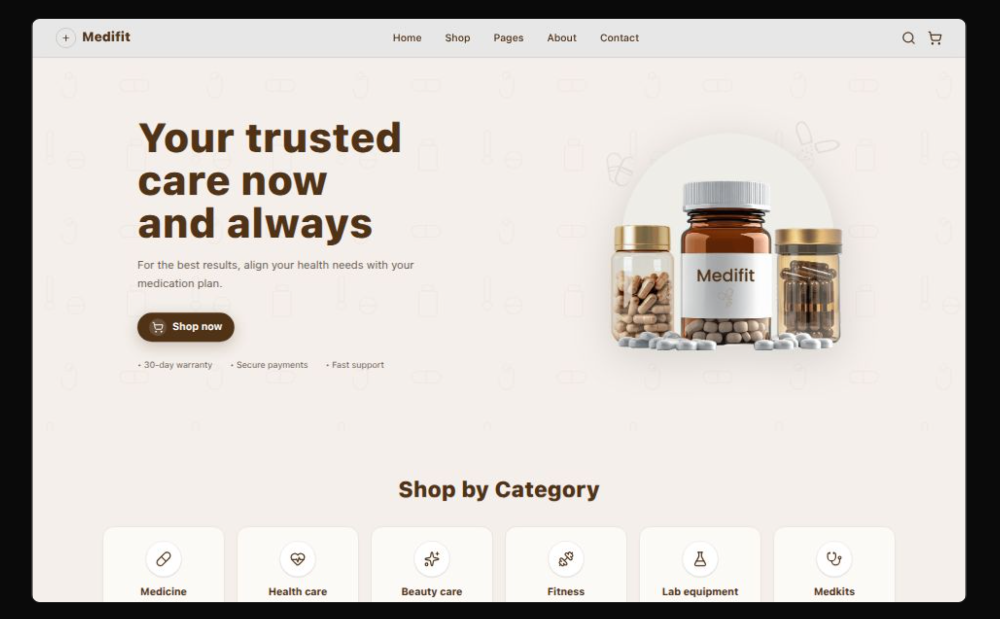 Medifit
Home Shop Pages About Contact
Your trusted
care now
and always
For the best results, align your health needs with your
medication plan.
Shop now
• 30-day warranty • Secure payments • Fast support
Medifit
Shop by Category
Medicine Health care Beauty care Fitness Lab equipment Medkits